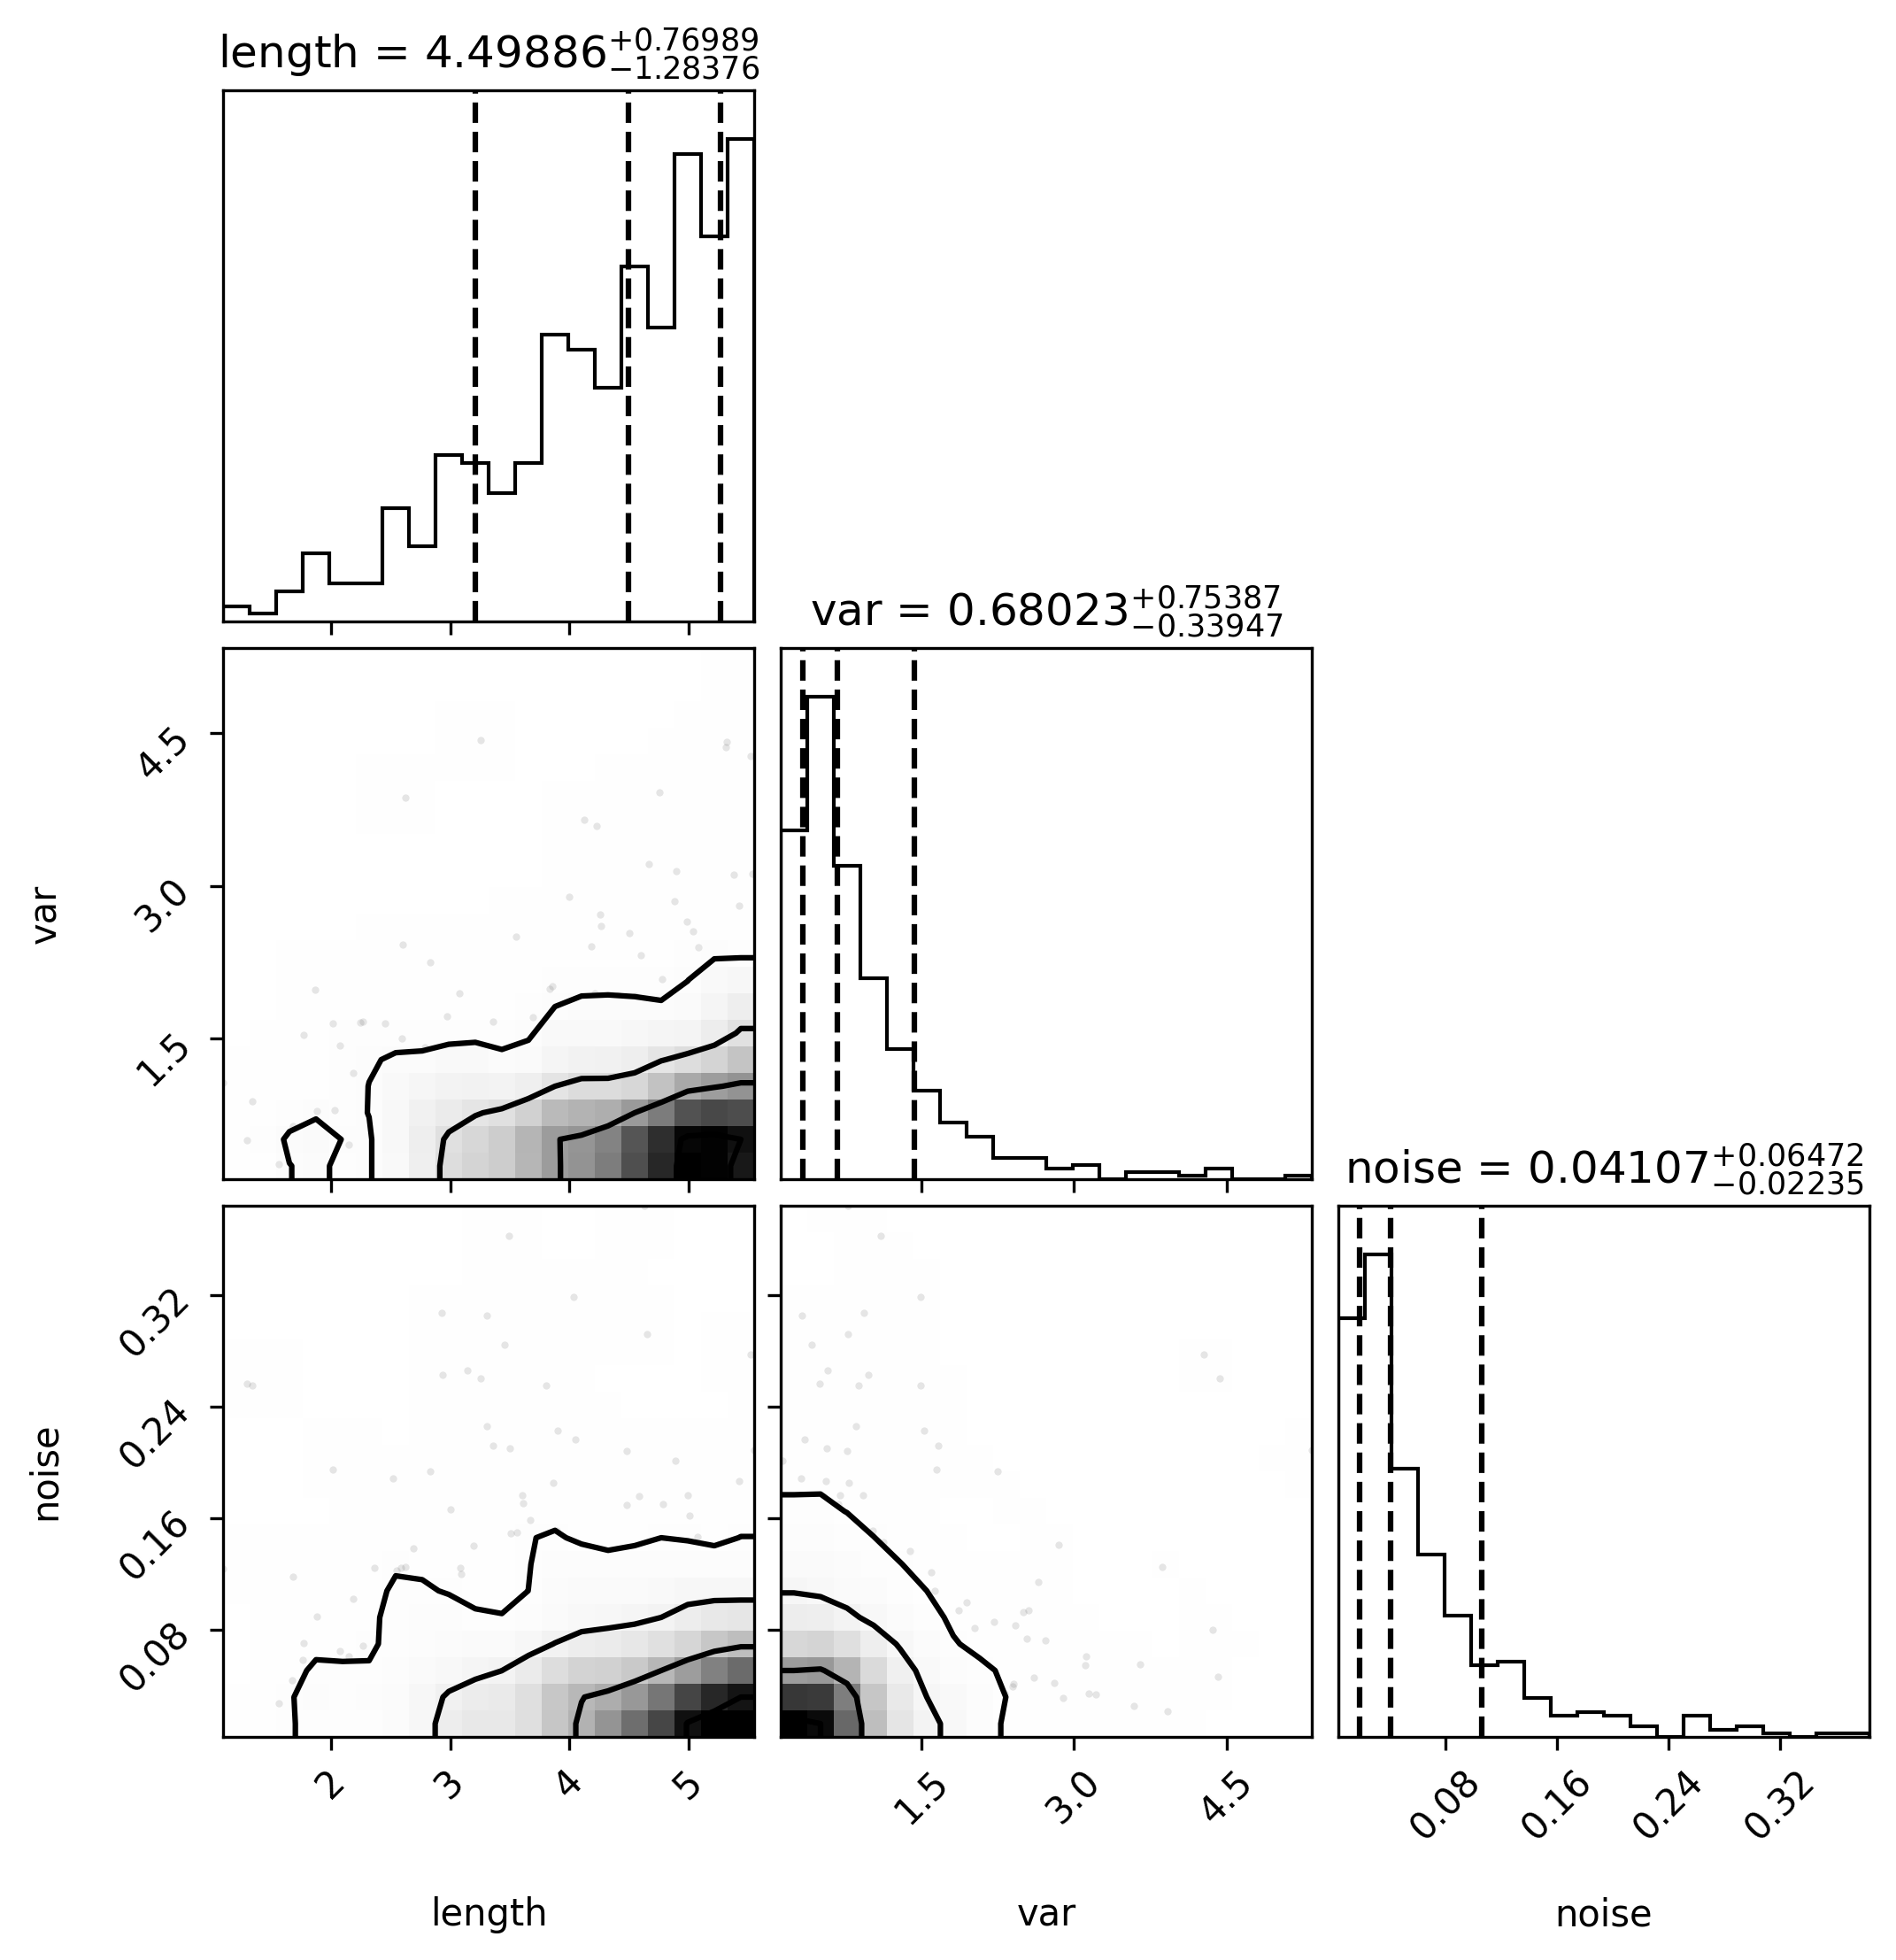 length = 4.49886+0.76989−1.28376
var = 0.68023+0.75387−0.33947
4.5
3.0
1.5
var
noise = 0.04107+0.06472−0.02235
0.32
0.24
0.16
0.08
noise
2 3 4 5 1.5 3.0 4.5 0.08 0.16 0.24 0.32
length var noise